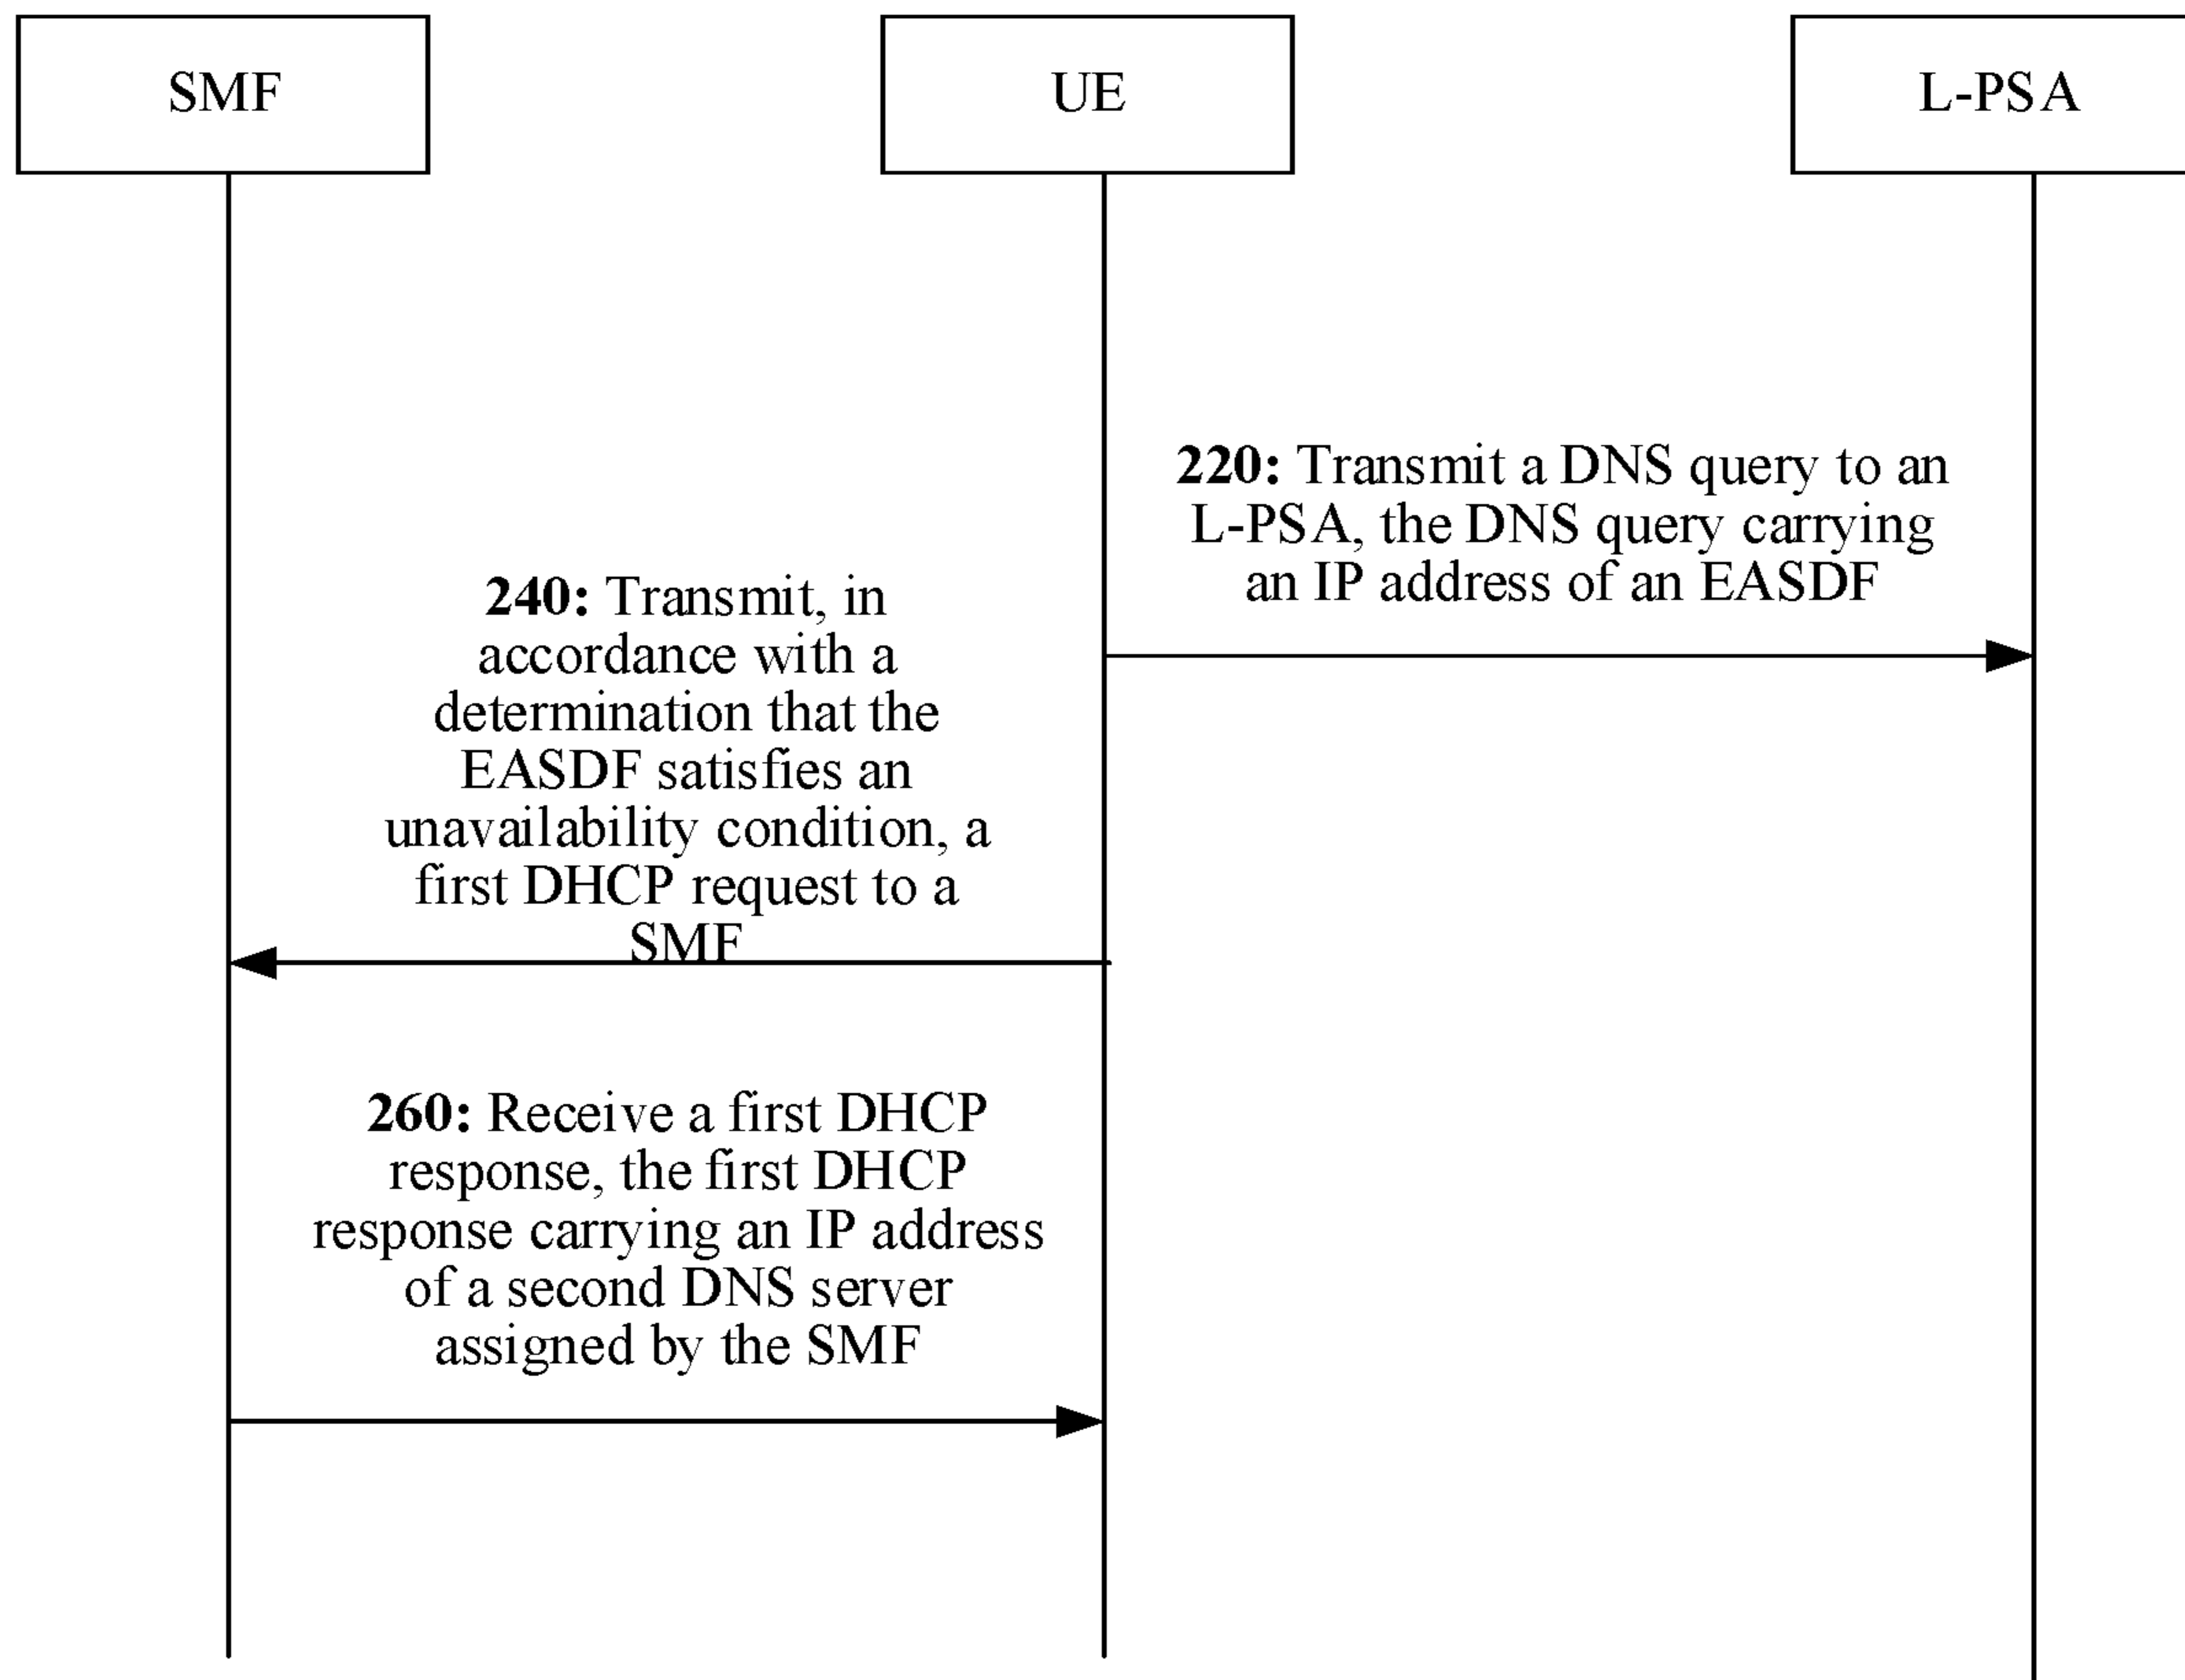 SMF
UE
L-PSA
220: Transmit a DNS query to an
L-PSA, the DNS query carrying
an IP address of an EASDF
240: Transmit, in
accordance with a
determination that the
EASDF satisfies an
unavailability condition, a
first DHCP request to a
SMF
260: Receive a first DHCP
response, the first DHCP
response carrying an IP address
of a second DNS server
assigned by the SMF